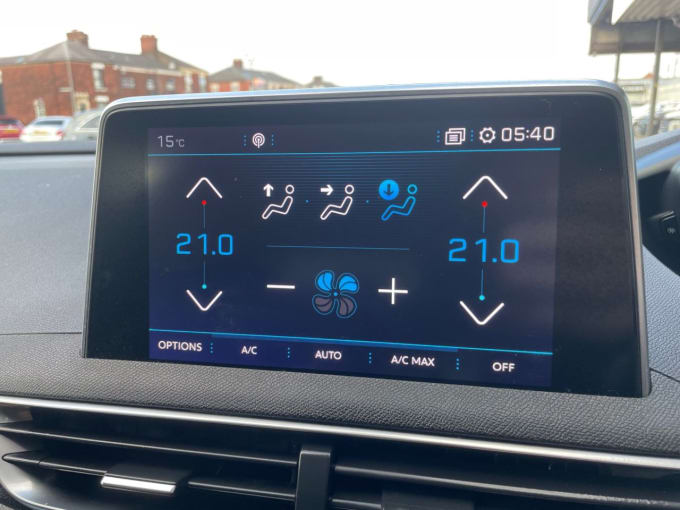 15°C 05:40
21.0 21.0
OPTIONS A/C AUTO A/C MAX OFF